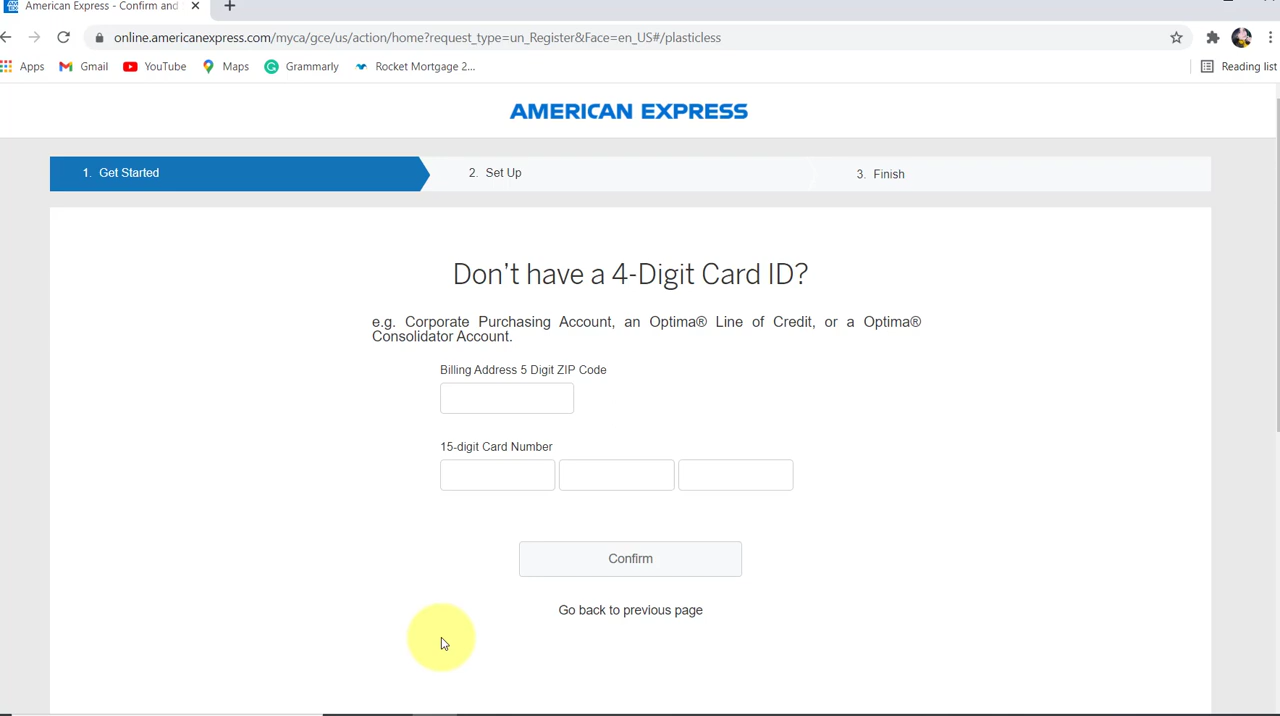 American Express - Confirm and
online.americanexpress.com/myca/gce/us/action/home?request_type=un_Register&Face=en_US#/plasticless
Apps Gmail YouTube Maps Grammarly Rocket Mortgage 2... Reading list
AMERICAN EXPRESS
1. Get Started 2. Set Up 3. Finish
Don't have a 4-Digit Card ID?
e.g. Corporate Purchasing Account, an Optima® Line of Credit, or a Optima®
Consolidator Account.
Billing Address 5 Digit ZIP Code
15-digit Card Number
Confirm
Go back to previous page